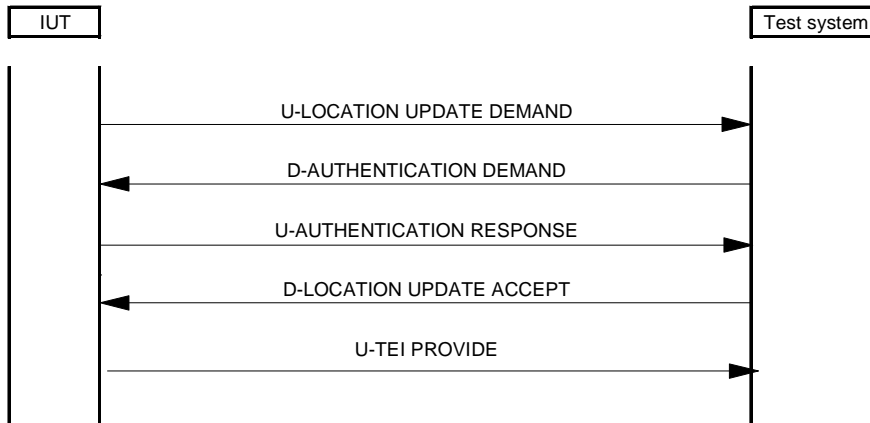 IUT
Test system
U-LOCATION UPDATE DEMAND
D-AUTHENTICATION DEMAND
U-AUTHENTICATION RESPONSE
D-LOCATION UPDATE ACCEPT
U-TEI PROVIDE